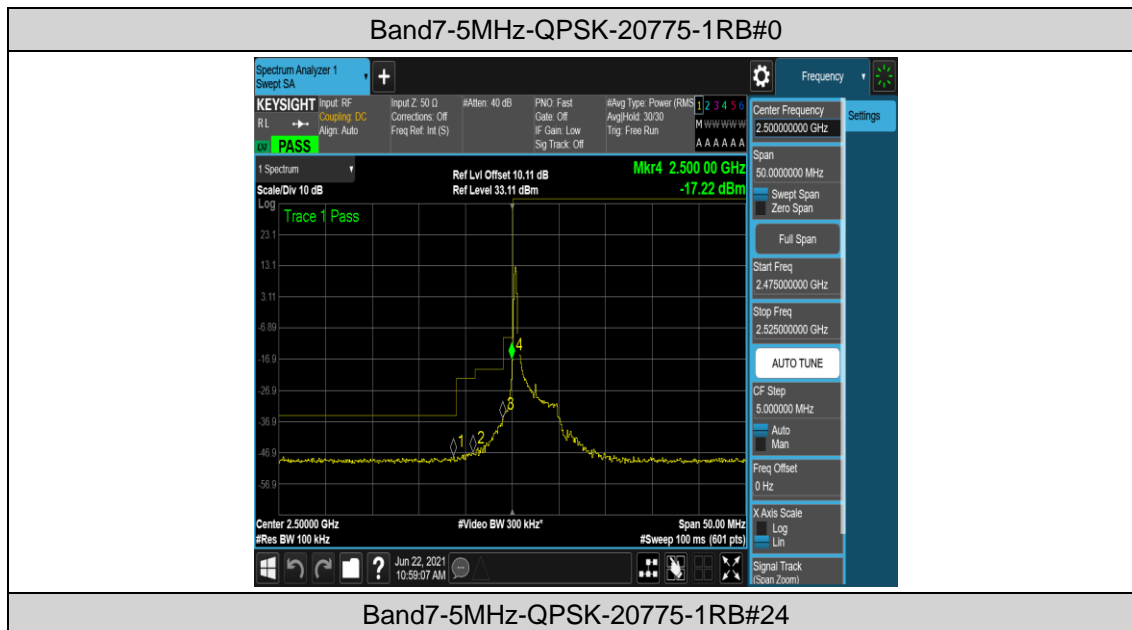 Band7-5MHz-QPSK-20775-1RB#0
Spectrum Analyzer 1
Swept SA
Frequency
KEYSIGHT
RL
PASS
Input: RF
Coupling: DC
Align: Auto
Input Z: 50 Ω
Corrections: Off
Freq Ref: Int (S)
#Atten: 40 dB
PNO: Fast
Gate: Off
IF Gain: Low
Sig Track: Off
#Avg Type: Power (RMS
Avg|Hold: 30/30
Trig: Free Run
1 2 3 4 5 6
M W W W W W
A A A A A A
1 Spectrum
Scale/Div 10 dB
Ref Lvl Offset 10.11 dB
Ref Level 33.11 dBm
Mkr4 2.500 00 GHz
-17.22 dBm
Log
Trace 1 Pass
23.1
13.1
3.11
-6.89
-16.9
-26.9
-36.9
-46.9
-56.9
4
3
1
2
Center 2.50000 GHz
#Video BW 300 kHz*
Span 50.00 MHz
#Res BW 100 kHz
#Sweep 100 ms (601 pts)
Center Frequency
2.500000000 GHz
Settings
Span
50.0000000 MHz
Swept Span
Zero Span
Full Span
Start Freq
2.475000000 GHz
Stop Freq
2.525000000 GHz
AUTO TUNE
CF Step
5.000000 MHz
Auto
Man
Freq Offset
0 Hz
X Axis Scale
Log
Lin
Signal Track
(Span Zoom)
?
Jun 22, 2021
10:59:07 AM
Band7-5MHz-QPSK-20775-1RB#24